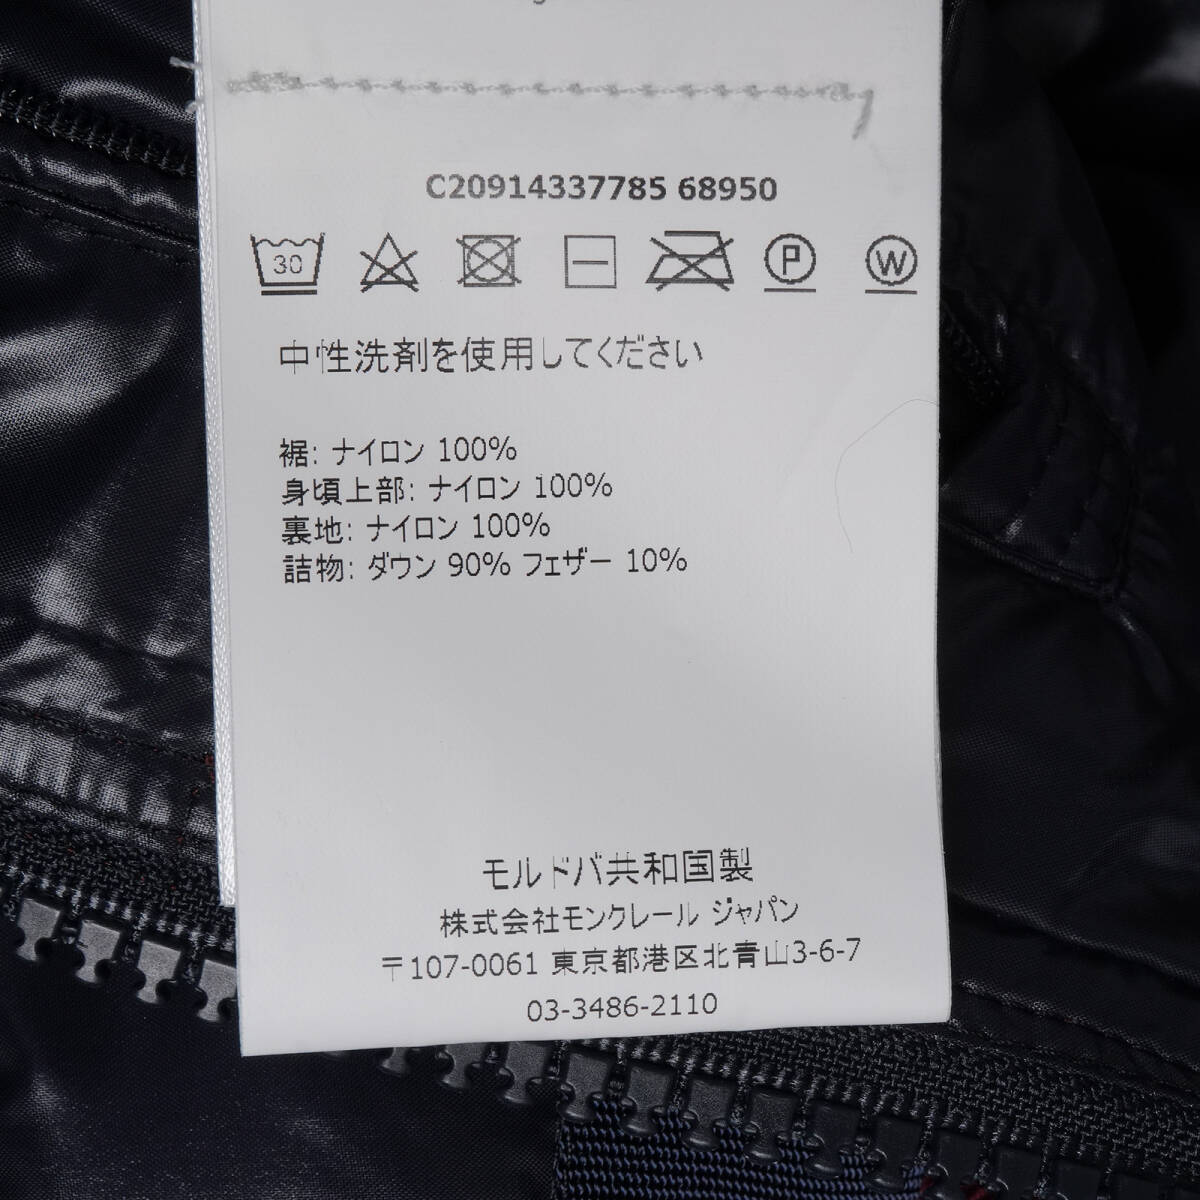 C20914337785 68950
30
P
W
中性洗剤を使用してください
裾: ナイロン 100%
身頃上部: ナイロン 100%
裏地: ナイロン 100%
詰物: ダウン 90% フェザー 10%
モルドバ共和国製
株式会社モンクレール ジャパン
〒107-0061 東京都港区北青山3-6-7
03-3486-2110